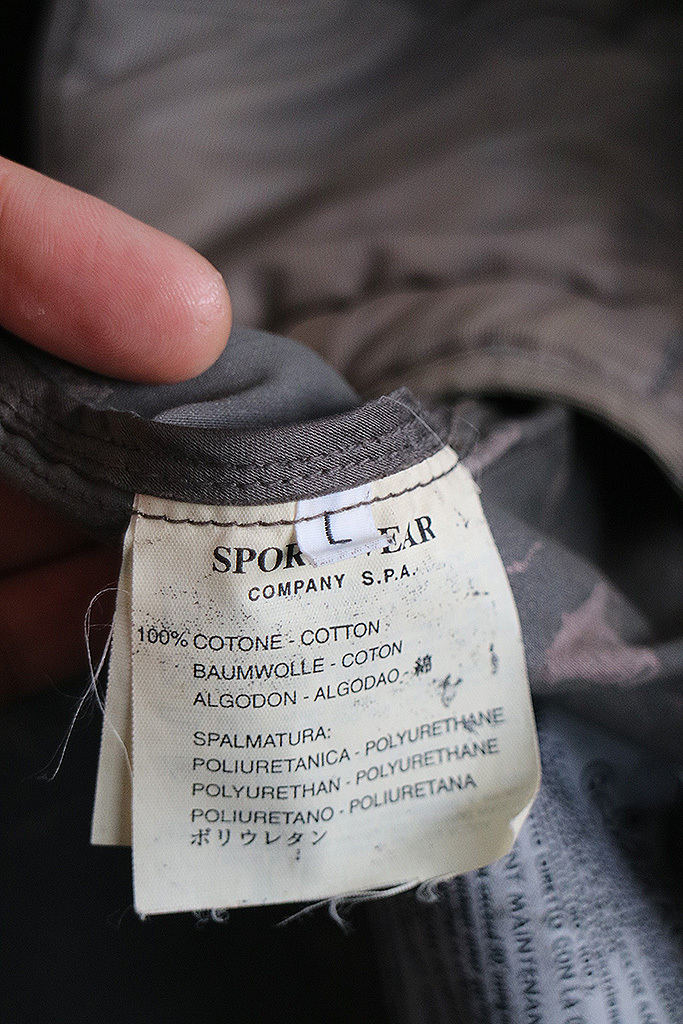 L
SPOR EAR
COMPANY S.P.A.
100% COTONE - COTTON
BAUMWOLLE - COTON
ALGODON - ALGODAO - 綿
SPALMATURA:
POLIURETANICA - POLYURETHANE
POLYURETHAN - POLYURETHANE
POLIURETANO - POLIURETANA
ポリウレタン